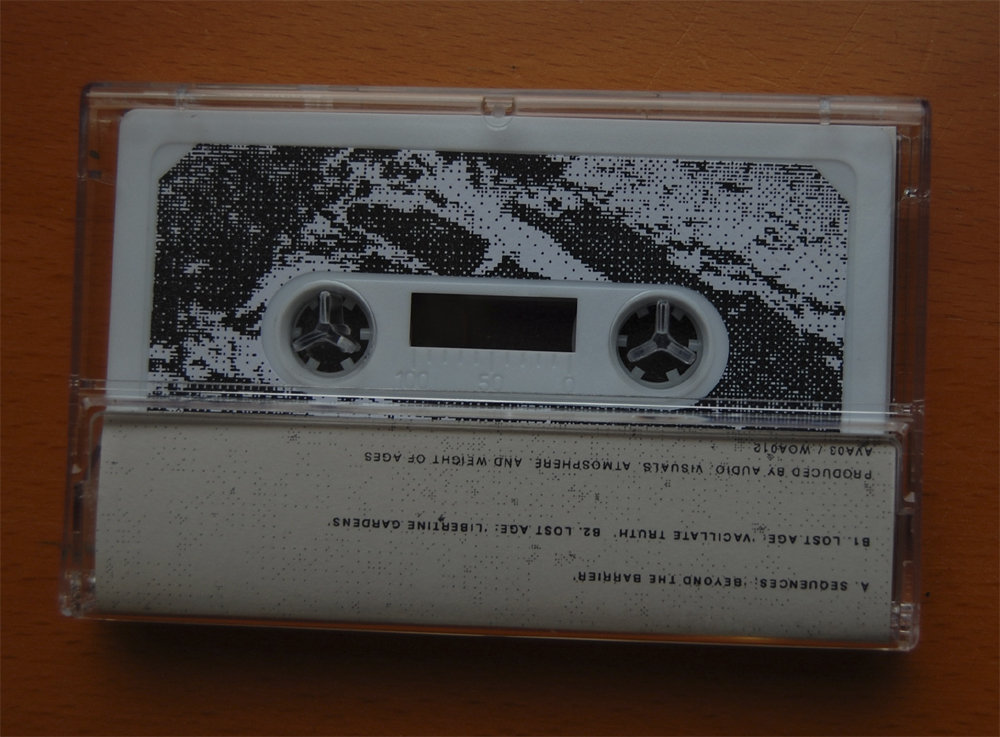 A. SEQUENCES: 'BEYOND THE BARRIER'
B1. LOST AGE: 'VACILLATE TRUTH' B2. LOST AGE: 'LIBERTINE GARDENS'
PRODUCED BY AUDIO. VISUALS. ATMOSPHERE. AND WEIGHT OF AGES
AVA03 / WOA012
100 50 0